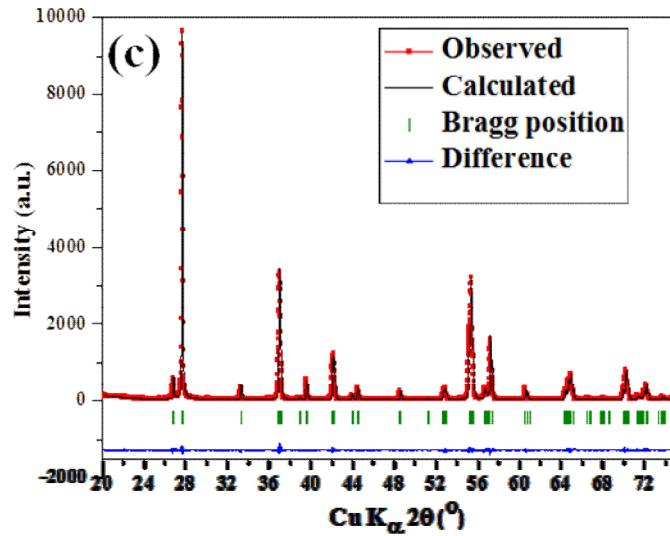 (c)
Observed
Calculated
Bragg position
Difference
Intensity (a.u.)
10000
8000
6000
4000
2000
0
-2000
20 24 28 32 36 40 44 48 52 56 60 64 68 72
Cu Kα 2θ (°)